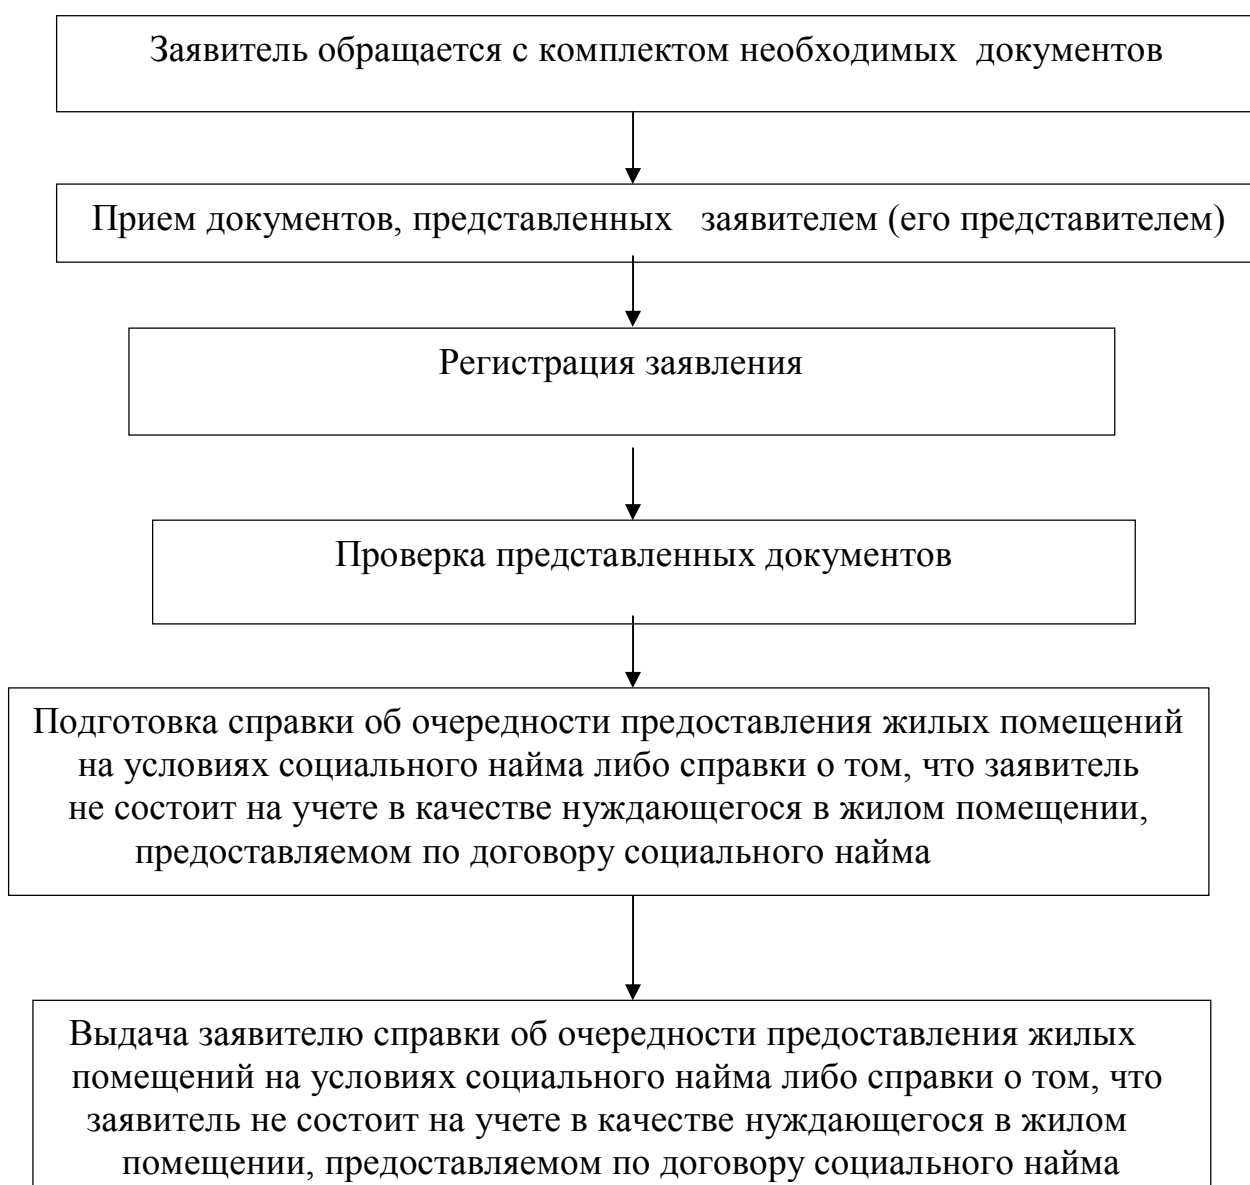 Заявитель обращается с комплектом необходимых документов
Прием документов, представленных заявителем (его представителем)
Регистрация заявления
Проверка представленных документов
Подготовка справки об очередности предоставления жилых помещений
на условиях социального найма либо справки о том, что заявитель
не состоит на учете в качестве нуждающегося в жилом помещении,
предоставляемом по договору социального найма
Выдача заявителю справки об очередности предоставления жилых
помещений на условиях социального найма либо справки о том, что
заявитель не состоит на учете в качестве нуждающегося в жилом
помещении, предоставляемом по договору социального найма